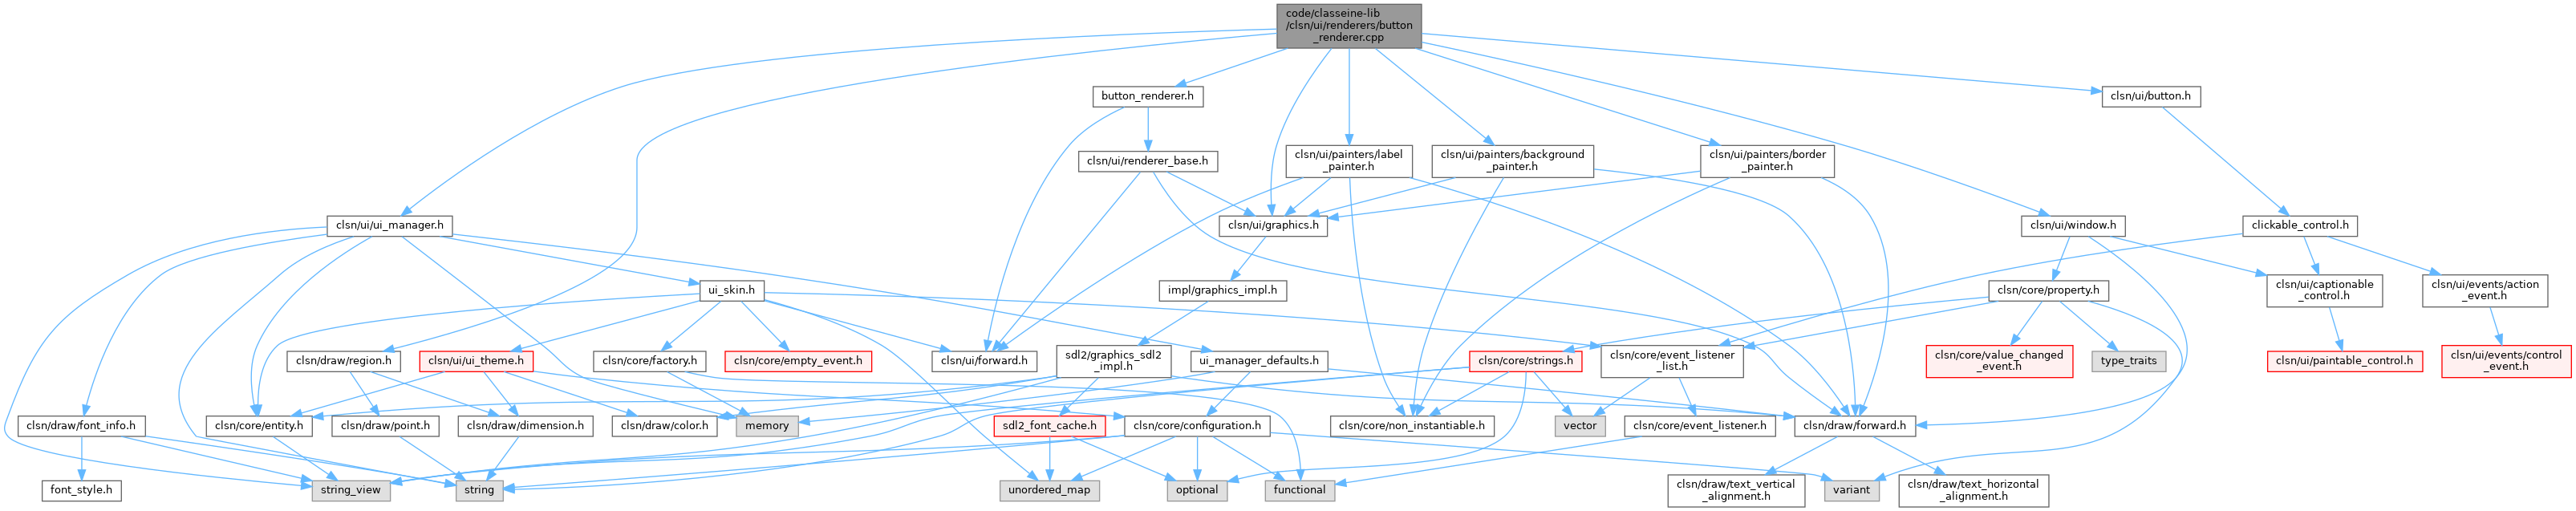 code/classeine-lib
/clsn/ui/renderers/button
_renderer.cpp
button_renderer.h
clsn/ui/button.h
clsn/ui/renderer_base.h
clsn/ui/painters/label
_painter.h
clsn/ui/painters/background
_painter.h
clsn/ui/painters/border
_painter.h
clsn/ui/ui_manager.h
clsn/ui/graphics.h
clsn/ui/window.h
clickable_control.h
ui_skin.h
impl/graphics_impl.h
clsn/core/property.h
clsn/ui/captionable
_control.h
clsn/ui/events/action
_event.h
clsn/draw/region.h
clsn/ui/ui_theme.h
clsn/core/factory.h
clsn/core/empty_event.h
clsn/ui/forward.h
sdl2/graphics_sdl2
_impl.h
ui_manager_defaults.h
clsn/core/strings.h
clsn/core/event_listener
_list.h
clsn/core/value_changed
_event.h
type_traits
clsn/ui/paintable_control.h
clsn/ui/events/control
_event.h
clsn/draw/font_info.h
clsn/core/entity.h
clsn/draw/point.h
clsn/draw/dimension.h
clsn/draw/color.h
memory
sdl2_font_cache.h
clsn/core/configuration.h
clsn/core/non_instantiable.h
vector
clsn/core/event_listener.h
clsn/draw/forward.h
font_style.h
string_view
string
unordered_map
optional
functional
clsn/draw/text_vertical
_alignment.h
variant
clsn/draw/text_horizontal
_alignment.h